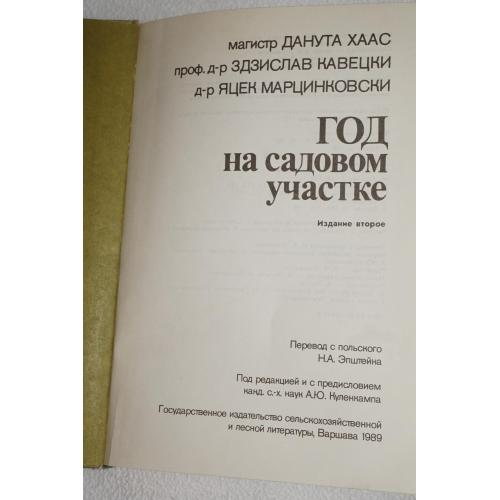 магистр ДАНУТА ХААС
проф. д-р ЗДЗИСЛАВ КАВЕЦКИ
д-р ЯЦЕК МАРЦИНКОВСКИ
ГОД
на садовом
участке
Издание второе
Перевод с польского
Н.А. Эпштейна
Под редакцией и с предисловием
канд. с.-х. наук А.Ю. Куленкампа
Государственное издательство сельскохозяйственной
и лесной литературы, Варшава 1989